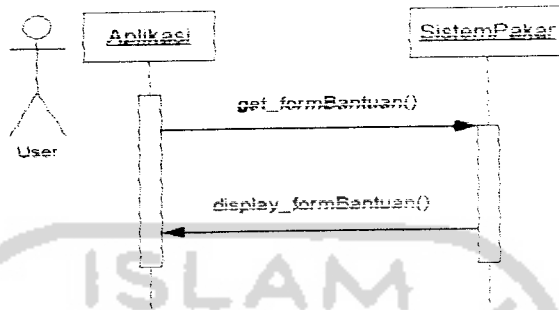 Aplikasi
SistemPakar
get_formBantuan()
User
display_formBantuan()
ISLAM